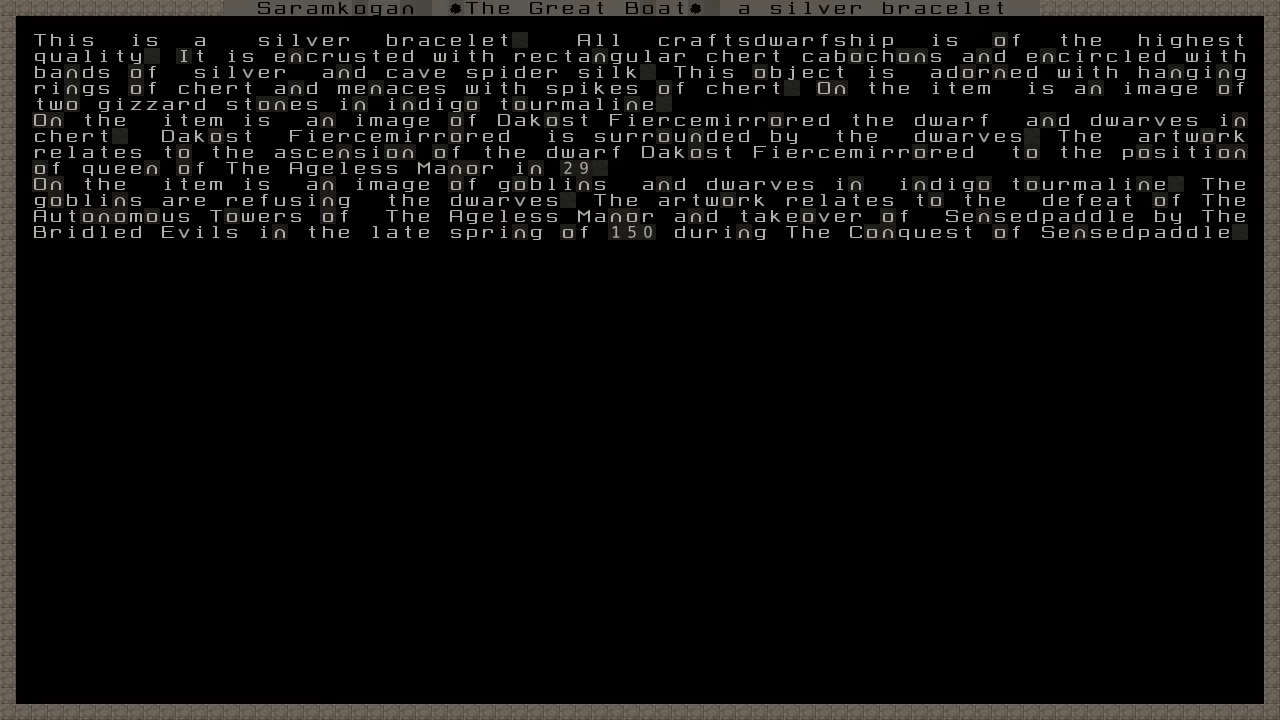 Saramkogan ✹The Great Boat✹ a silver bracelet
This is a silver bracelet All craftsdwarfship is of the highest
quality It is encrusted with rectangular chert cabochons and encircled with
bands of silver and cave spider silk This object is adorned with hanging
rings of chert and menaces with spikes of chert On the item is an image of
two gizzard stones in indigo tourmaline
On the item is an image of Dakost Fiercemirrored the dwarf and dwarves in
chert Dakost Fiercemirrored is surrounded by the dwarves The artwork
relates to the ascension of the dwarf Dakost Fiercemirrored to the position
of queen of The Ageless Manor in 29
On the item is an image of goblins and dwarves in indigo tourmaline The
goblins are refusing the dwarves The artwork relates to the defeat of The
Autonomous Towers of The Ageless Manor and takeover of Sensedpaddle by The
Bridled Evils in the late spring of 150 during The Conquest of Sensedpaddle